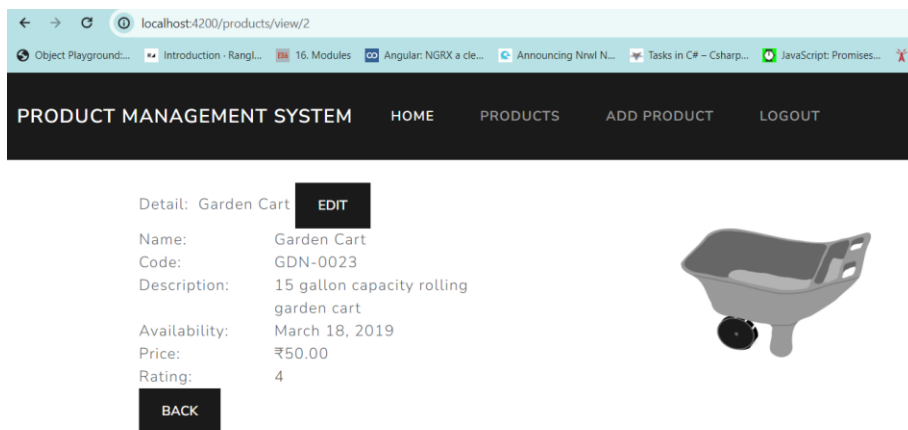 localhost:4200/products/view/2
Object Playground:... Introduction · Rangl... 16. Modules Angular: NGRX a cle... Announcing Nrwl N... Tasks in C# – Csharp... JavaScript: Promises...
PRODUCT MANAGEMENT SYSTEM HOME PRODUCTS ADD PRODUCT LOGOUT
Detail: Garden Cart EDIT
Name: Garden Cart
Code: GDN-0023
Description: 15 gallon capacity rolling
garden cart
Availability: March 18, 2019
Price: ₹50.00
Rating: 4
BACK